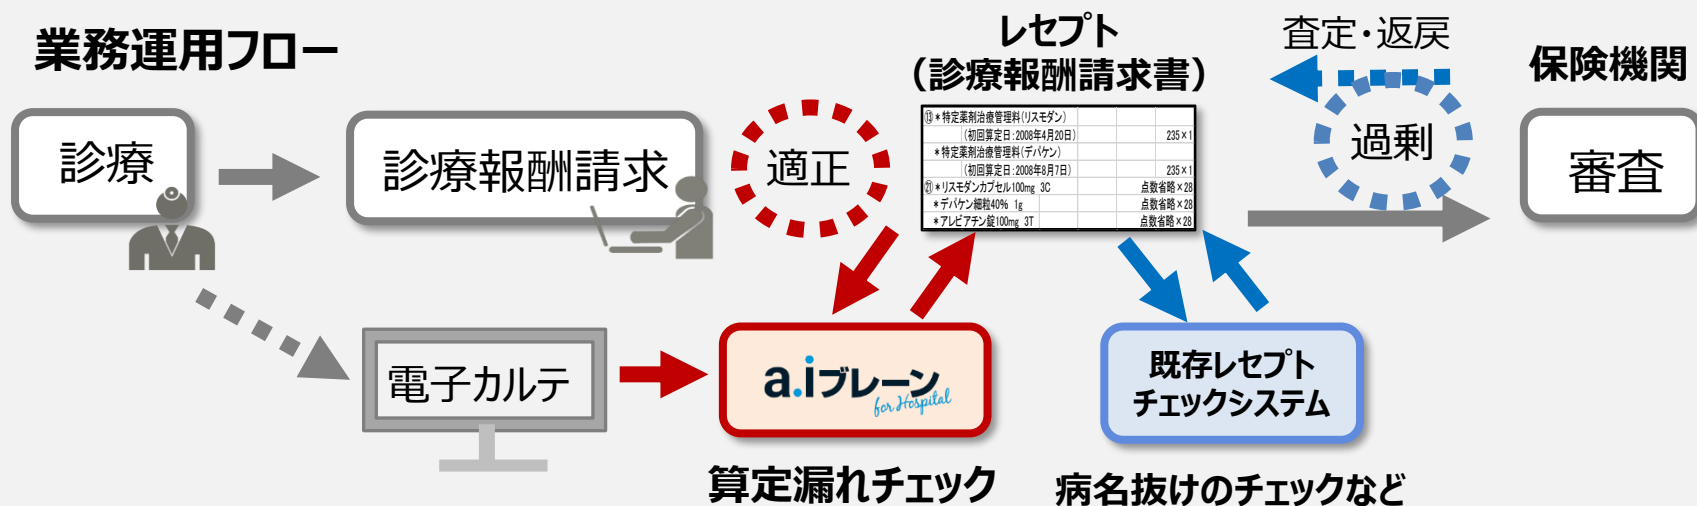 業務運用フロー
診療
診療報酬請求
適正
レセプト
（診療報酬請求書）
⑬＊特定薬剤治療管理料(リスモダン)
(初回算定日：2008年4月20日) 235×1
＊特定薬剤治療管理料(デパケン)
(初回算定日：2008年8月7日) 235×1
㉑＊リスモダンカプセル100mg 3C 点数省略×28
＊デパケン細粒40% 1g 点数省略×28
＊アレビアチン錠100mg 3T 点数省略×28
査定・返戻
過剰
保険機関
審査
電子カルテ
a.iブレーン
for Hospital
算定漏れチェック
既存レセプト
チェックシステム
病名抜けのチェックなど